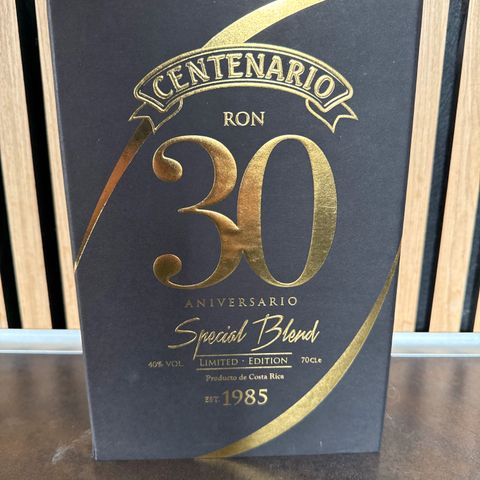 CENTENARIO
RON
30
ANIVERSARIO
Special Blend
40% VOL. LIMITED · EDITION 70CLe
Producto de Costa Rica
EST. 1985